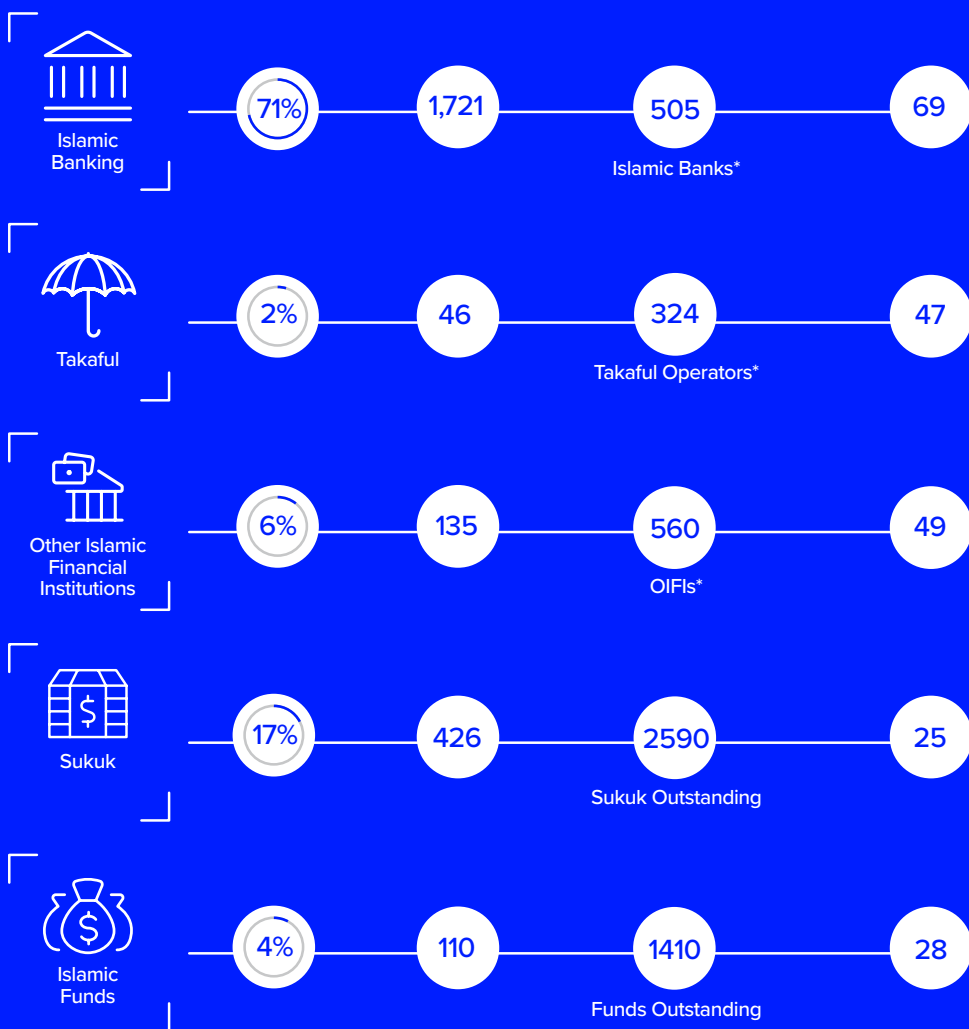 71%
1,721
505
69
Islamic
Banking
Islamic Banks*
2%
46
324
47
Takaful
Takaful Operators*
6%
135
560
49
Other Islamic
Financial
Institutions
OIFIs*
$
17%
426
2590
25
Sukuk
Sukuk Outstanding
$
4%
110
1410
28
Islamic
Funds
Funds Outstanding